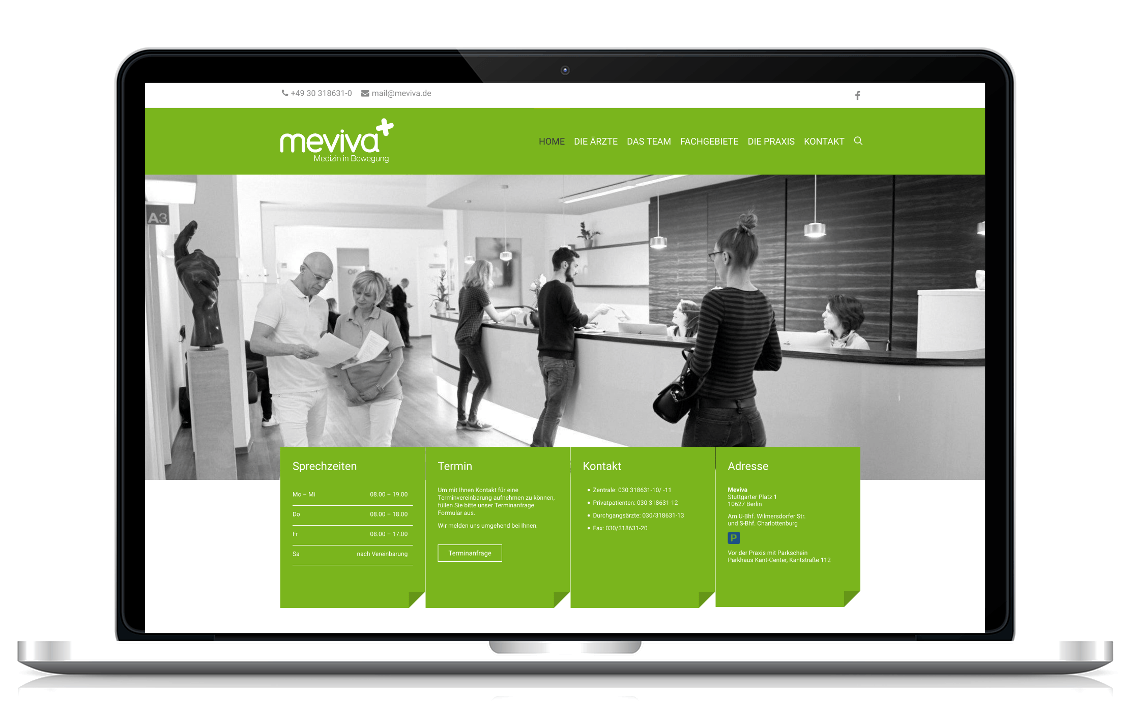 +49 30 318631-0 mail@meviva.de
meviva
Medizin in Bewegung
HOME DIE ÄRZTE DAS TEAM FACHGEBIETE DIE PRAXIS KONTAKT
A3
Sprechzeiten
Mo – Mi 08.00 – 19.00
Do 08.00 – 18.00
Fr 08.00 – 17.00
Sa nach Vereinbarung
Termin
Um mit Ihnen Kontakt für eine
Terminvereinbarung aufnehmen zu können,
füllen Sie bitte unser Terminanfrage
Formular aus.
Wir melden uns umgehend bei Ihnen.
Terminanfrage
Kontakt
Zentrale: 030 318631-10/ -11
Privatpatienten: 030 318631-12
Durchgangsärzte: 030/318631-13
Fax: 030/318631-20
Adresse
Meviva
Stuttgarter Platz 1
10627 Berlin
Am U-Bhf. Wilmersdorfer Str.
und S-Bhf. Charlottenburg
P
Vor der Praxis mit Parkschein
Parkhaus Kant-Center, Kantstraße 112